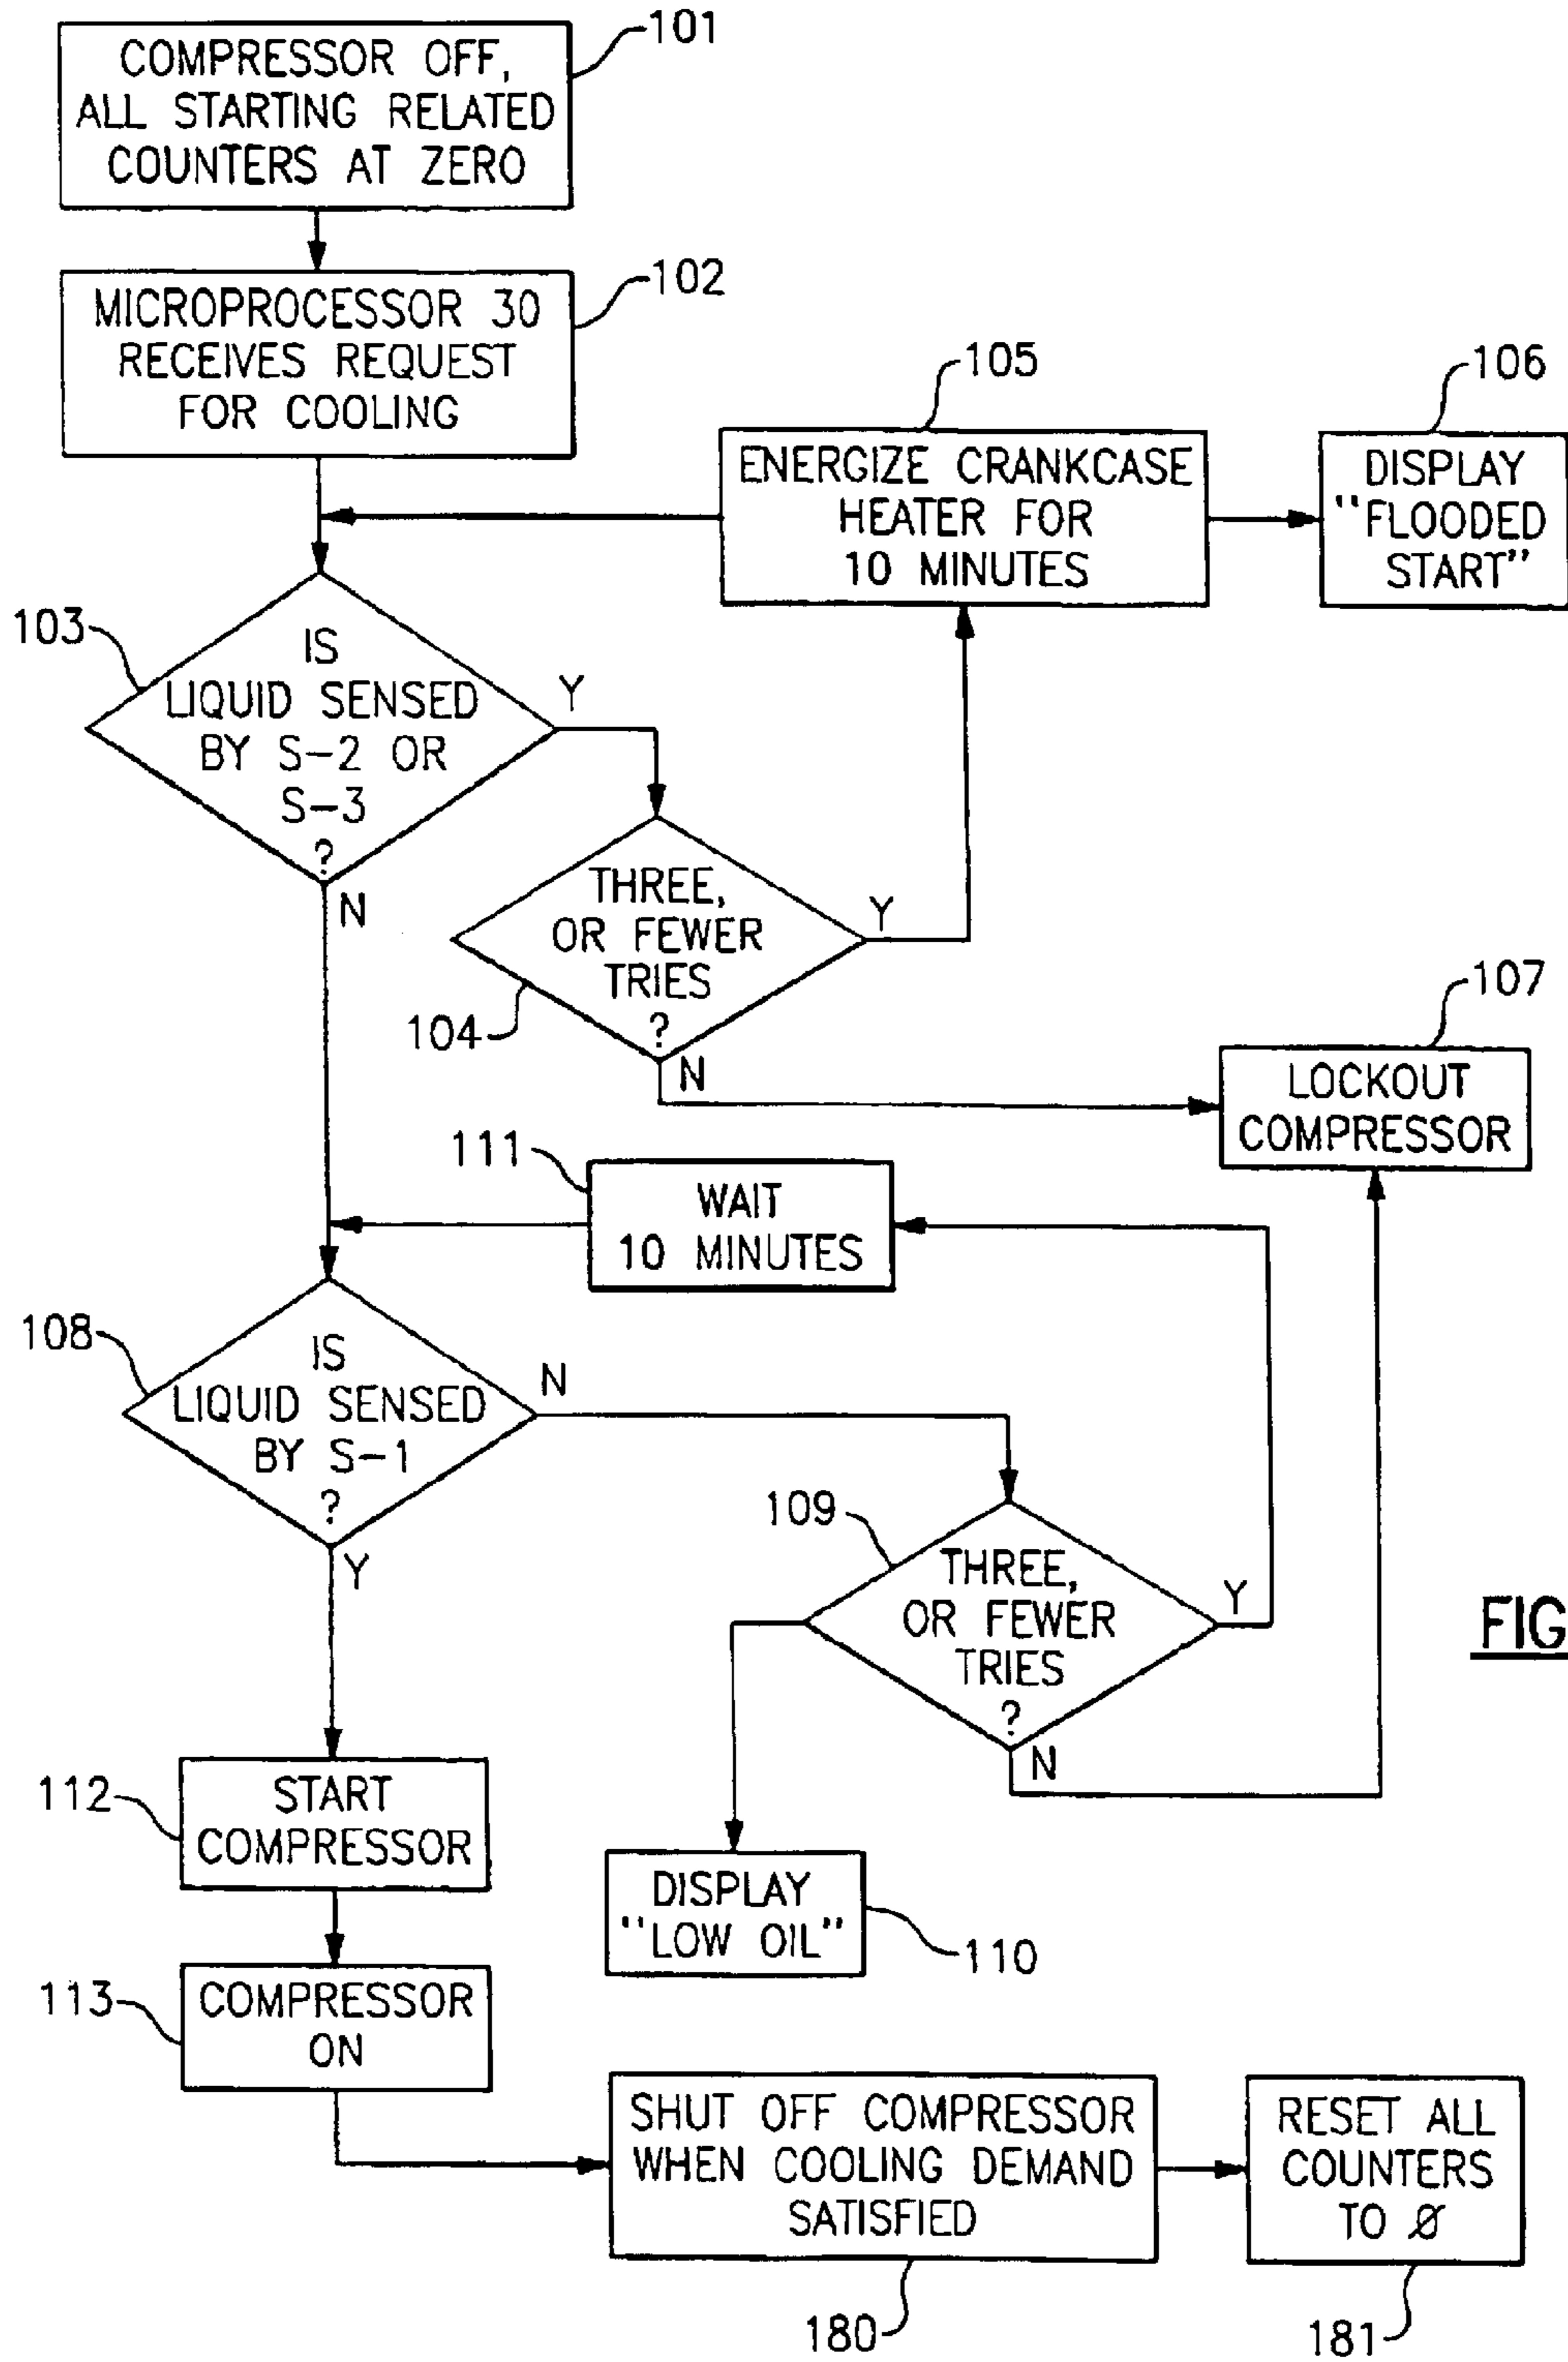 101
COMPRESSOR OFF,
ALL STARTING RELATED
COUNTERS AT ZERO
102
MICROPROCESSOR 30
RECEIVES REQUEST
FOR COOLING
105
ENERGIZE CRANKCASE
HEATER FOR
10 MINUTES
106
DISPLAY
"FLOODED
START"
103
IS
LIQUID SENSED
BY S-2 OR
S-3
?
Y
N
THREE,
OR FEWER
TRIES
?
Y
104
N
107
LOCKOUT
COMPRESSOR
111
WAIT
10 MINUTES
108
IS
LIQUID SENSED
BY S-1
?
N
Y
109
THREE,
OR FEWER
TRIES
?
Y
N
FIG
112
START
COMPRESSOR
DISPLAY
"LOW OIL"
110
113
COMPRESSOR
ON
SHUT OFF COMPRESSOR
WHEN COOLING DEMAND
SATISFIED
180
RESET ALL
COUNTERS
TO Ø
181